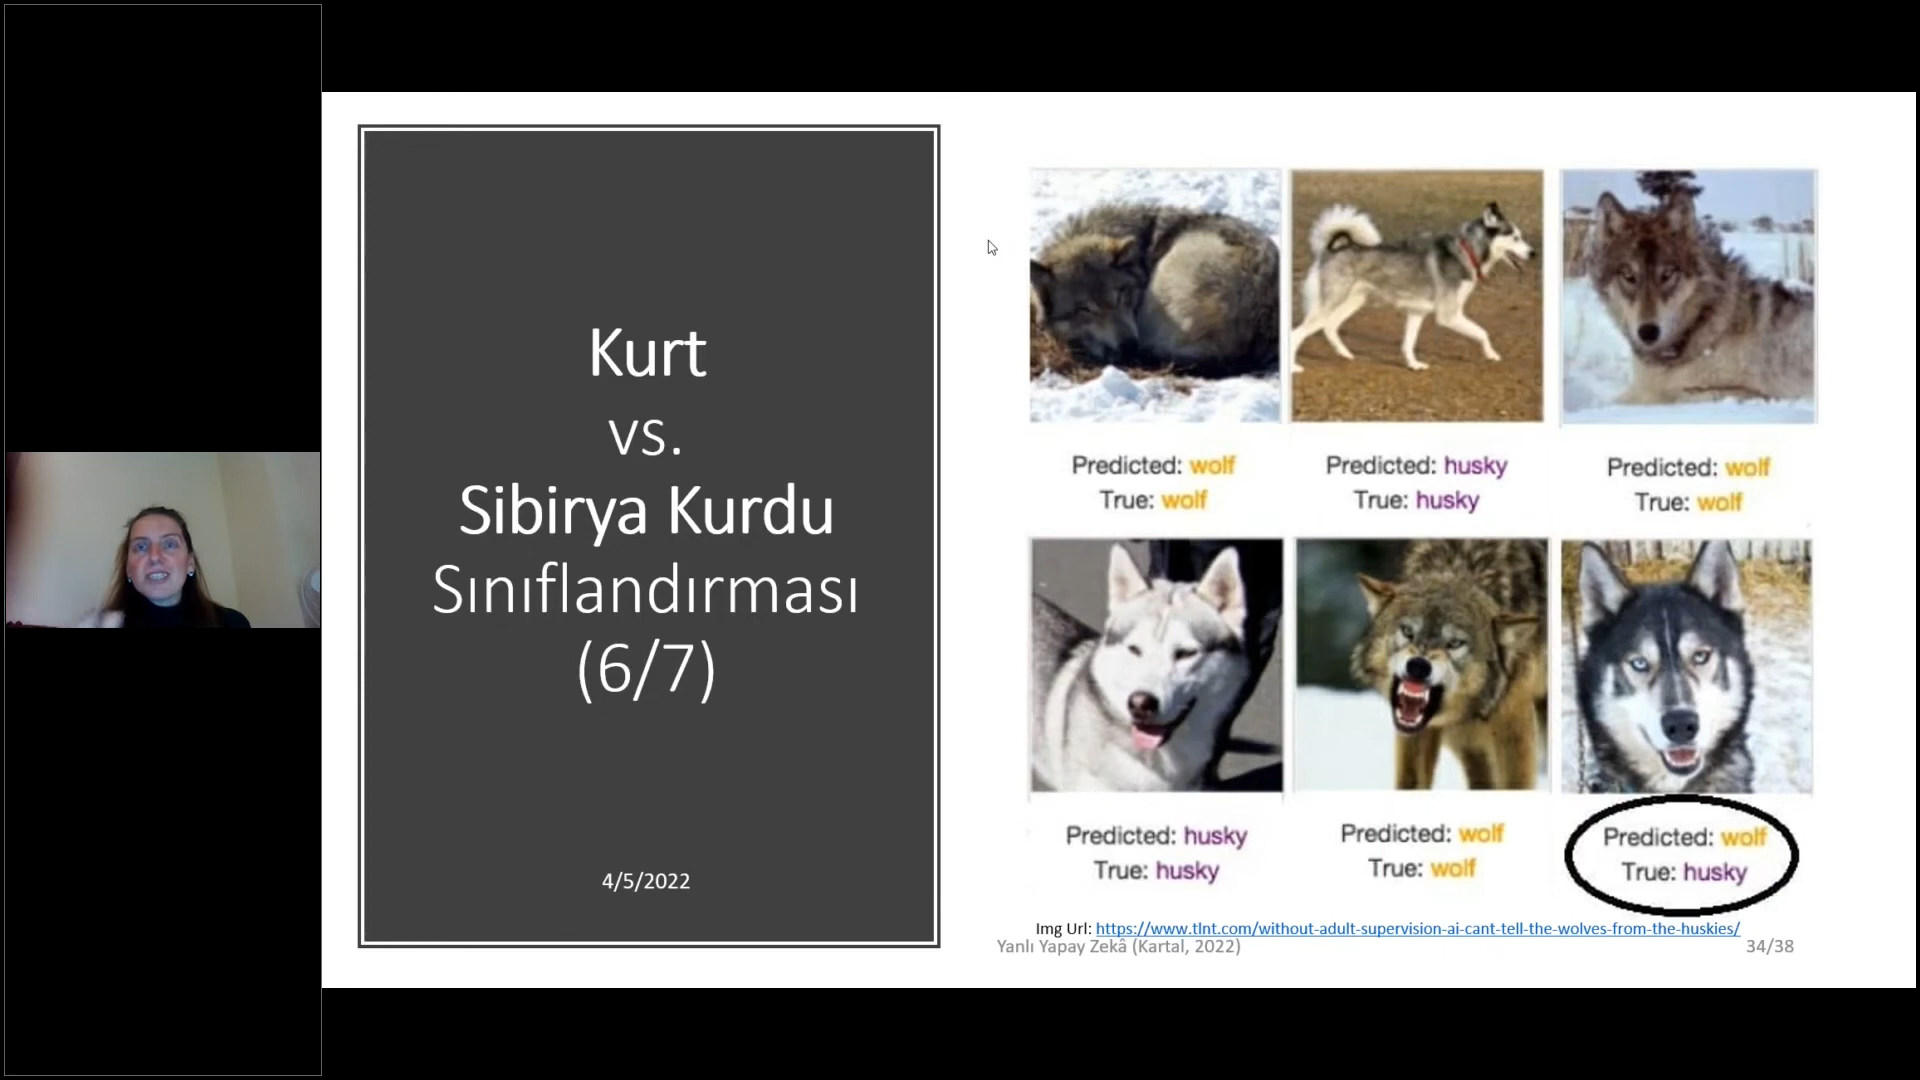 Kurt
vs.
Sibirya Kurdu
Sınıflandırması
(6/7)
4/5/2022
Predicted: wolf
True: wolf
Predicted: husky
True: husky
Predicted: wolf
True: wolf
Predicted: husky
True: husky
Predicted: wolf
True: wolf
Predicted: wolf
True: husky
Img Url: https://www.tlnt.com/without-adult-supervision-ai-cant-tell-the-wolves-from-the-huskies/
Yanlı Yapay Zekâ (Kartal, 2022)
34/38